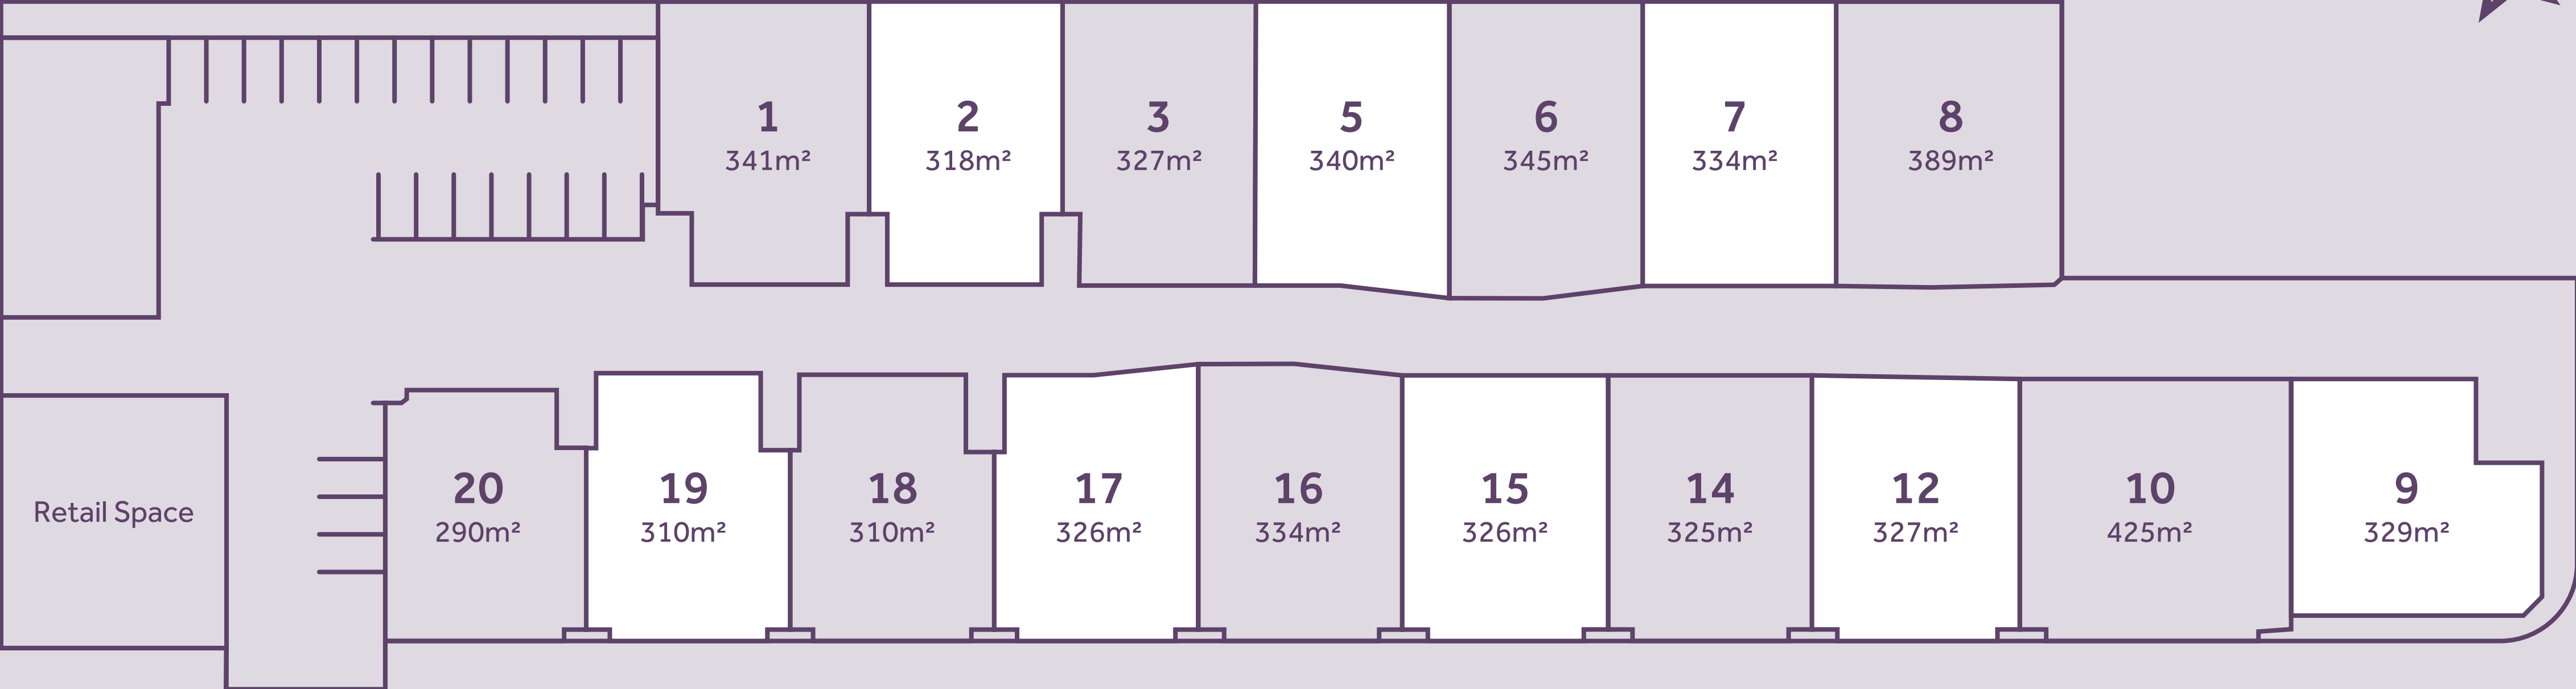 1
341m²
2
318m²
3
327m²
5
340m²
6
345m²
7
334m²
8
389m²
20
290m²
19
310m²
18
310m²
17
326m²
16
334m²
15
326m²
14
325m²
12
327m²
10
425m²
9
329m²
Retail Space